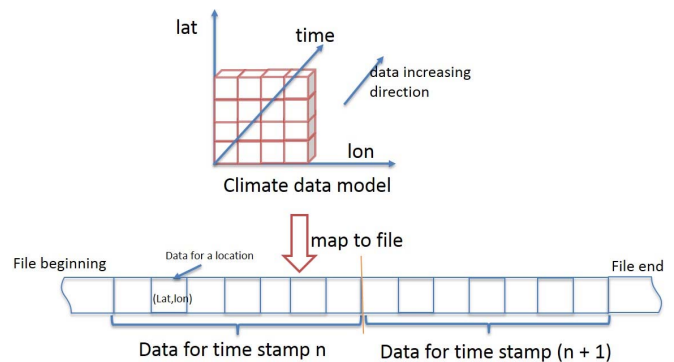 lat
time
data increasing
direction
lon
Climate data model
map to file
Data for a location
File beginning
File end
(Lat,lon)
Data for time stamp n
Data for time stamp (n + 1)